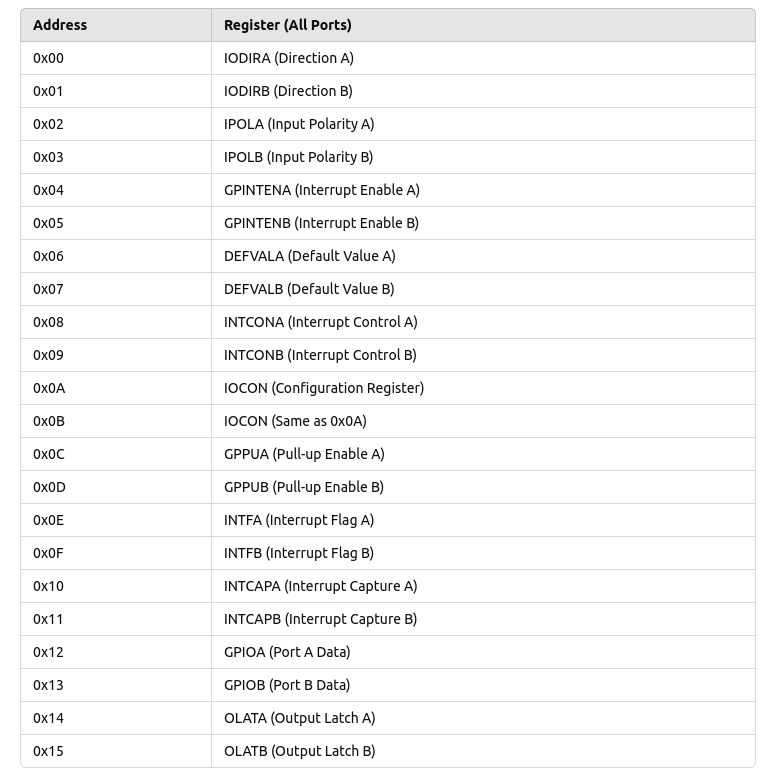 Address Register (All Ports)
0x00 IODIRA (Direction A)
0x01 IODIRB (Direction B)
0x02 IPOLA (Input Polarity A)
0x03 IPOLB (Input Polarity B)
0x04 GPINTENA (Interrupt Enable A)
0x05 GPINTENB (Interrupt Enable B)
0x06 DEFVALA (Default Value A)
0x07 DEFVALB (Default Value B)
0x08 INTCONA (Interrupt Control A)
0x09 INTCONB (Interrupt Control B)
0x0A IOCON (Configuration Register)
0x0B IOCON (Same as 0x0A)
0x0C GPPUA (Pull-up Enable A)
0x0D GPPUB (Pull-up Enable B)
0x0E INTFA (Interrupt Flag A)
0x0F INTFB (Interrupt Flag B)
0x10 INTCAPA (Interrupt Capture A)
0x11 INTCAPB (Interrupt Capture B)
0x12 GPIOA (Port A Data)
0x13 GPIOB (Port B Data)
0x14 OLATA (Output Latch A)
0x15 OLATB (Output Latch B)